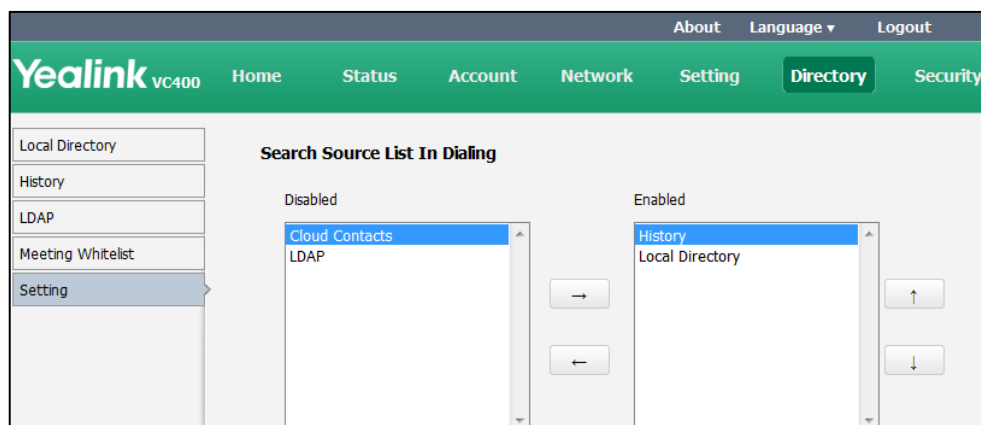 About Language ▾ Logout
Yealink VC400 Home Status Account Network Setting Directory Security
Local Directory
History
LDAP
Meeting Whitelist
Setting
Search Source List In Dialing
Disabled
Cloud Contacts
LDAP
→
←
Enabled
History
Local Directory
↑
↓